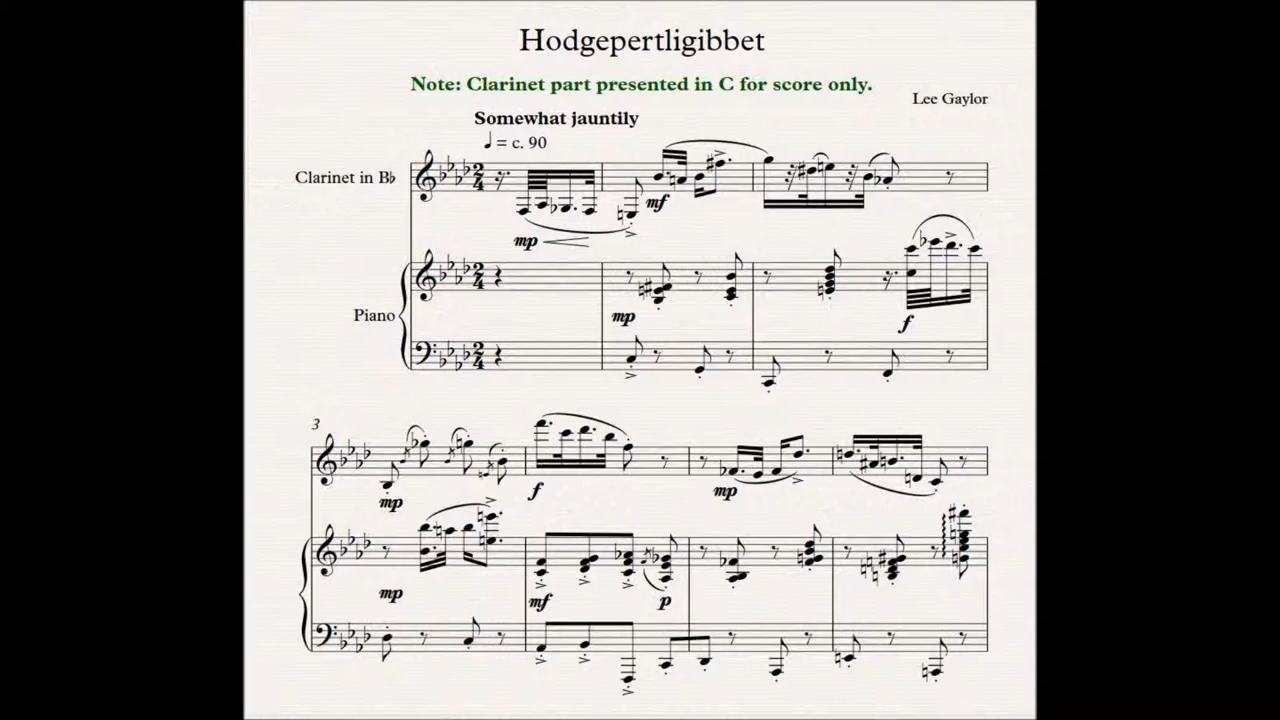 Hodgepertligibbet
Note: Clarinet part presented in C for score only.
Lee Gaylor
Somewhat jauntily
♩ = c. 90
Clarinet in B♭
mf
mp
Piano
mp
f
3
mp
f
mp
mp
mf
p